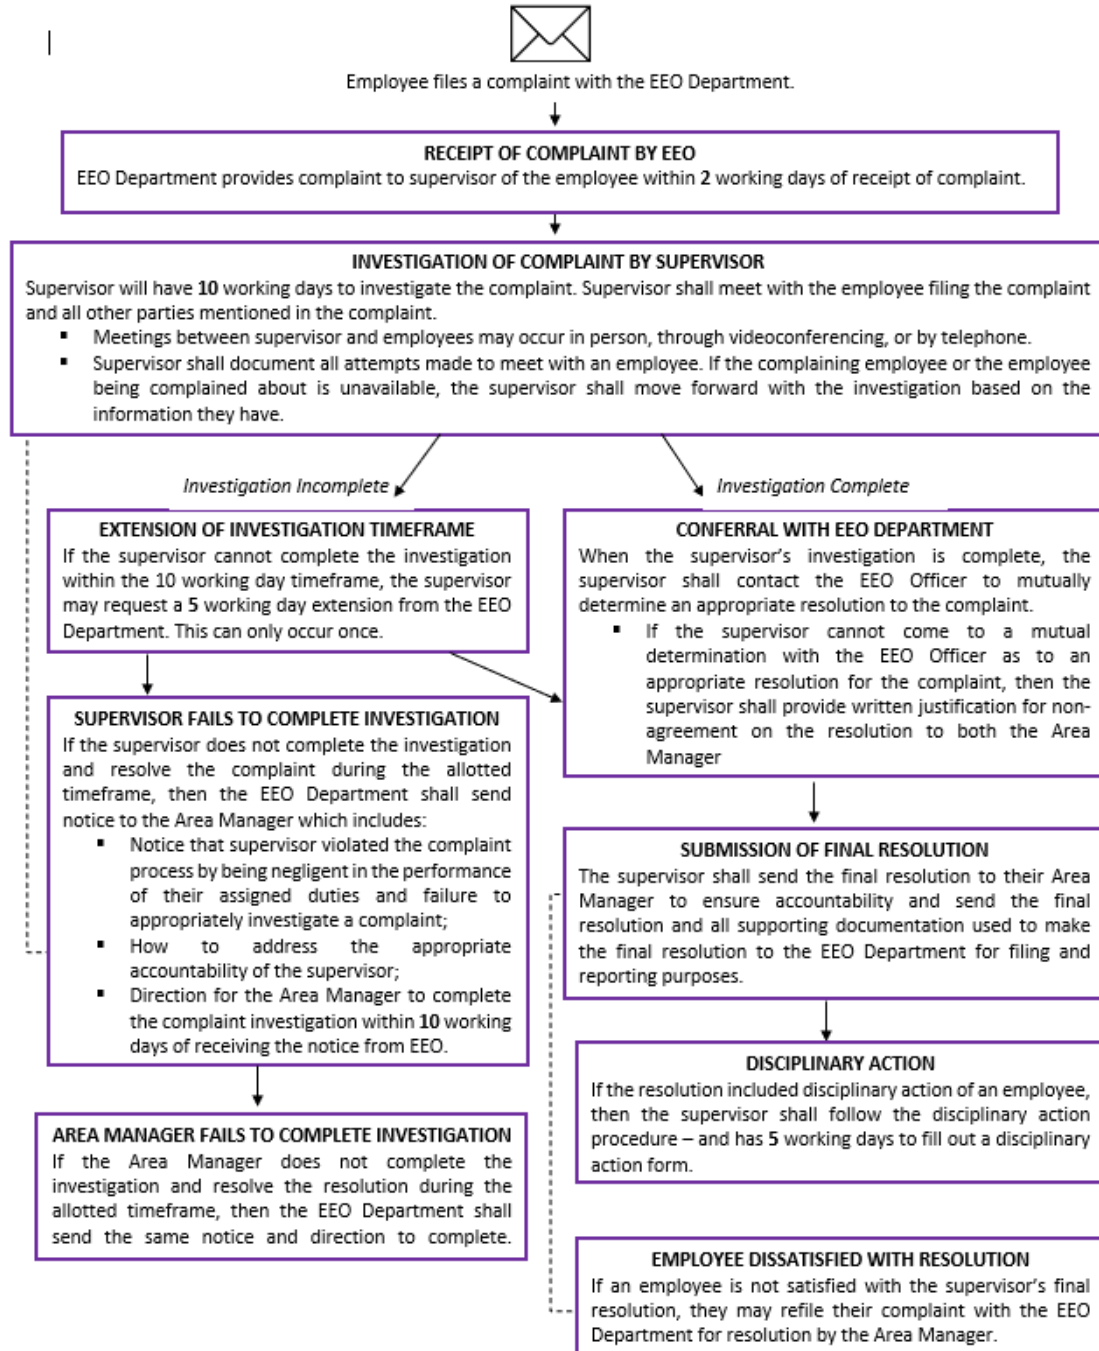 Employee files a complaint with the EEO Department.
RECEIPT OF COMPLAINT BY EEO
EEO Department provides complaint to supervisor of the employee within 2 working days of receipt of complaint.
INVESTIGATION OF COMPLAINT BY SUPERVISOR
Supervisor will have 10 working days to investigate the complaint. Supervisor shall meet with the employee filing the complaint
and all other parties mentioned in the complaint.
▪ Meetings between supervisor and employees may occur in person, through videoconferencing, or by telephone.
▪ Supervisor shall document all attempts made to meet with an employee. If the complaining employee or the employee
being complained about is unavailable, the supervisor shall move forward with the investigation based on the
information they have.
Investigation Incomplete
EXTENSION OF INVESTIGATION TIMEFRAME
If the supervisor cannot complete the investigation
within the 10 working day timeframe, the supervisor
may request a 5 working day extension from the EEO
Department. This can only occur once.
SUPERVISOR FAILS TO COMPLETE INVESTIGATION
If the supervisor does not complete the investigation
and resolve the complaint during the allotted
timeframe, then the EEO Department shall send
notice to the Area Manager which includes:
▪ Notice that supervisor violated the complaint
process by being negligent in the performance
of their assigned duties and failure to
appropriately investigate a complaint;
▪ How to address the appropriate
accountability of the supervisor;
▪ Direction for the Area Manager to complete
the complaint investigation within 10 working
days of receiving the notice from EEO.
AREA MANAGER FAILS TO COMPLETE INVESTIGATION
If the Area Manager does not complete the
investigation and resolve the resolution during the
allotted timeframe, then the EEO Department shall
send the same notice and direction to complete.
Investigation Complete
CONFERRAL WITH EEO DEPARTMENT
When the supervisor's investigation is complete, the
supervisor shall contact the EEO Officer to mutually
determine an appropriate resolution to the complaint.
▪ If the supervisor cannot come to a mutual
determination with the EEO Officer as to an
appropriate resolution for the complaint, then the
supervisor shall provide written justification for non-
agreement on the resolution to both the Area
Manager
SUBMISSION OF FINAL RESOLUTION
The supervisor shall send the final resolution to their Area
Manager to ensure accountability and send the final
resolution and all supporting documentation used to make
the final resolution to the EEO Department for filing and
reporting purposes.
DISCIPLINARY ACTION
If the resolution included disciplinary action of an employee,
then the supervisor shall follow the disciplinary action
procedure – and has 5 working days to fill out a disciplinary
action form.
EMPLOYEE DISSATISFIED WITH RESOLUTION
If an employee is not satisfied with the supervisor's final
resolution, they may refile their complaint with the EEO
Department for resolution by the Area Manager.